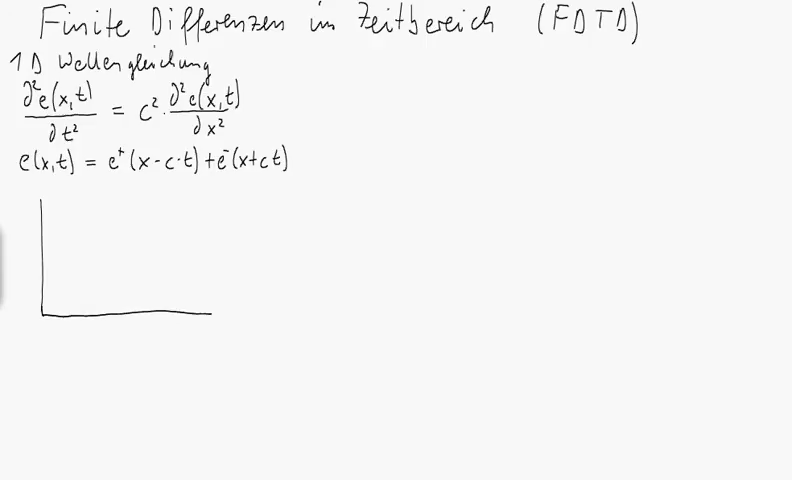 Finite Differenzen im Zeitbereich (FDTD)
1D Wellengleichung
∂²e(x,t)/∂t² = c² · ∂²e(x,t)/∂x²
e(x,t) = e⁺(x-c·t)+e⁻(x+ct)